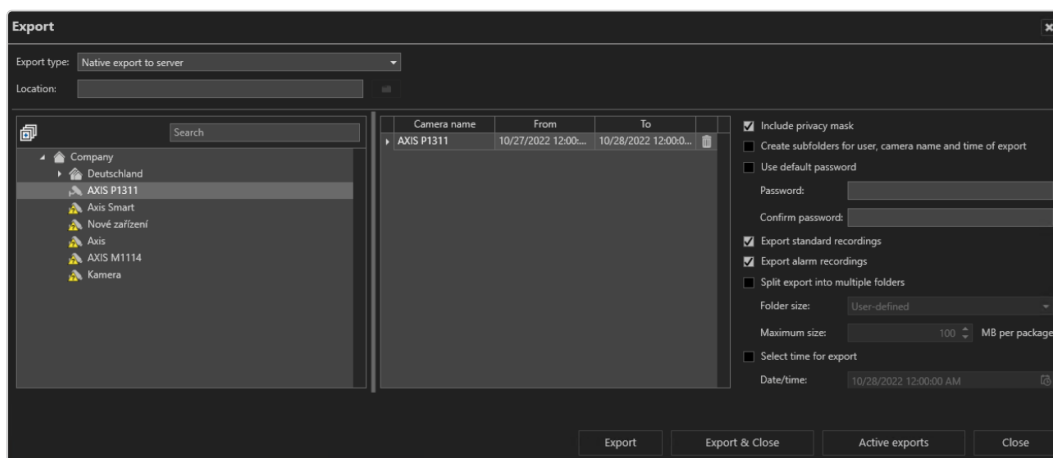 Export
Export type: Native export to server
Location:
Search
Company
Deutschland
AXIS P1311
Axis Smart
Nové zařízení
Axis
AXIS M1114
Kamera
Camera name From To
AXIS P1311 10/27/2022 12:00:... 10/28/2022 12:00:0...
Include privacy mask
Create subfolders for user, camera name and time of export
Use default password
Password:
Confirm password:
Export standard recordings
Export alarm recordings
Split export into multiple folders
Folder size: User-defined
Maximum size: 100 MB per package
Select time for export
Date/time: 10/28/2022 12:00:00 AM
Export Export & Close Active exports Close